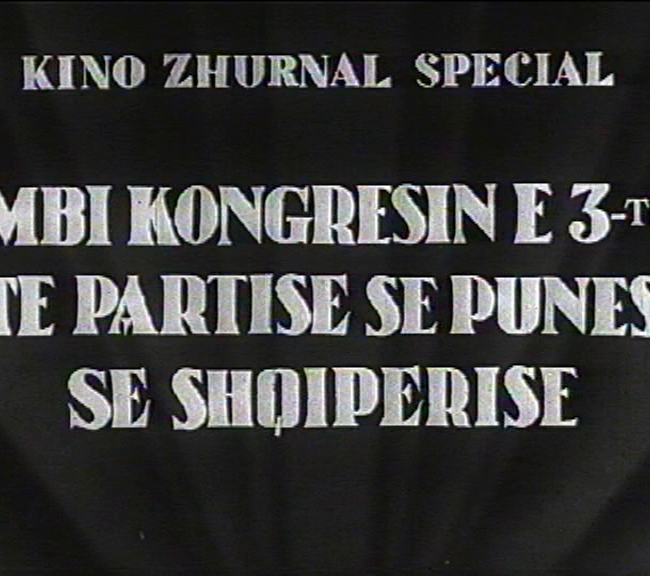 KINO ZHURNAL SPECIAL
MBI KONGRESIN E 3-T
TE PARTISE SE PUNES
SE SHQIPERISE